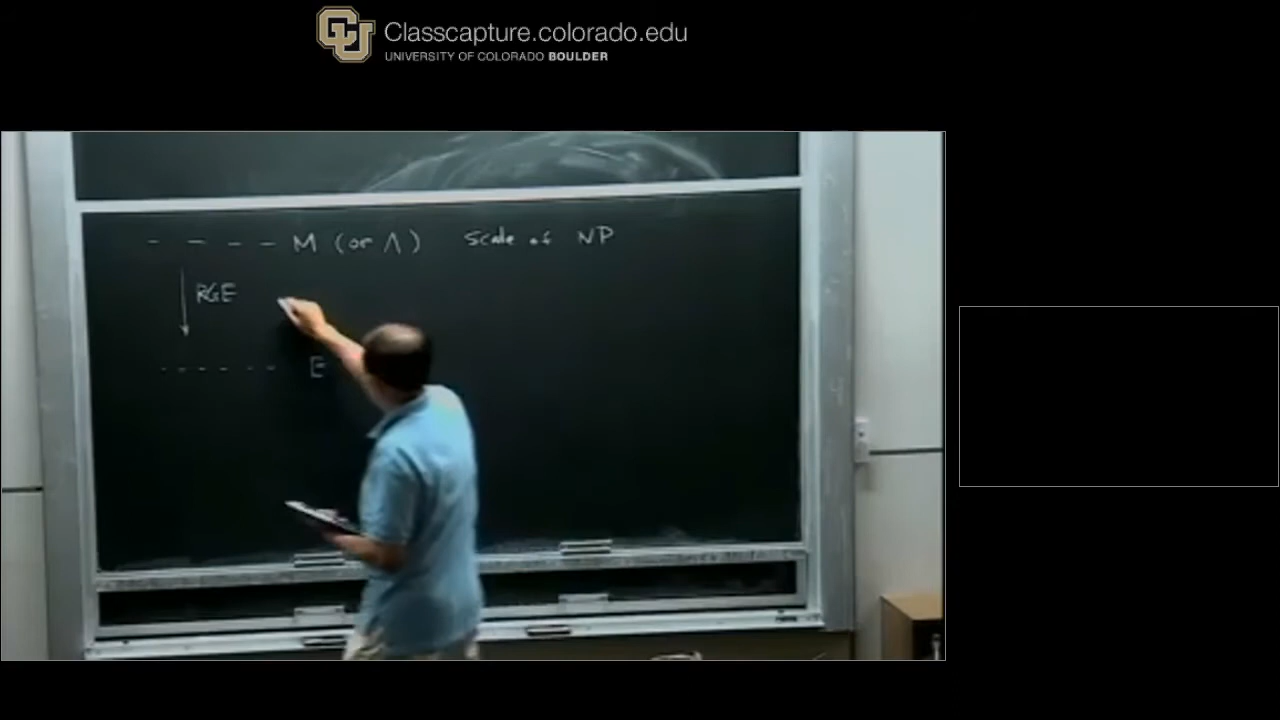 Classcapture.colorado.edu
UNIVERSITY OF COLORADO BOULDER
- - - - M (or Λ) Scale of NP
RGE
- - - - - - E